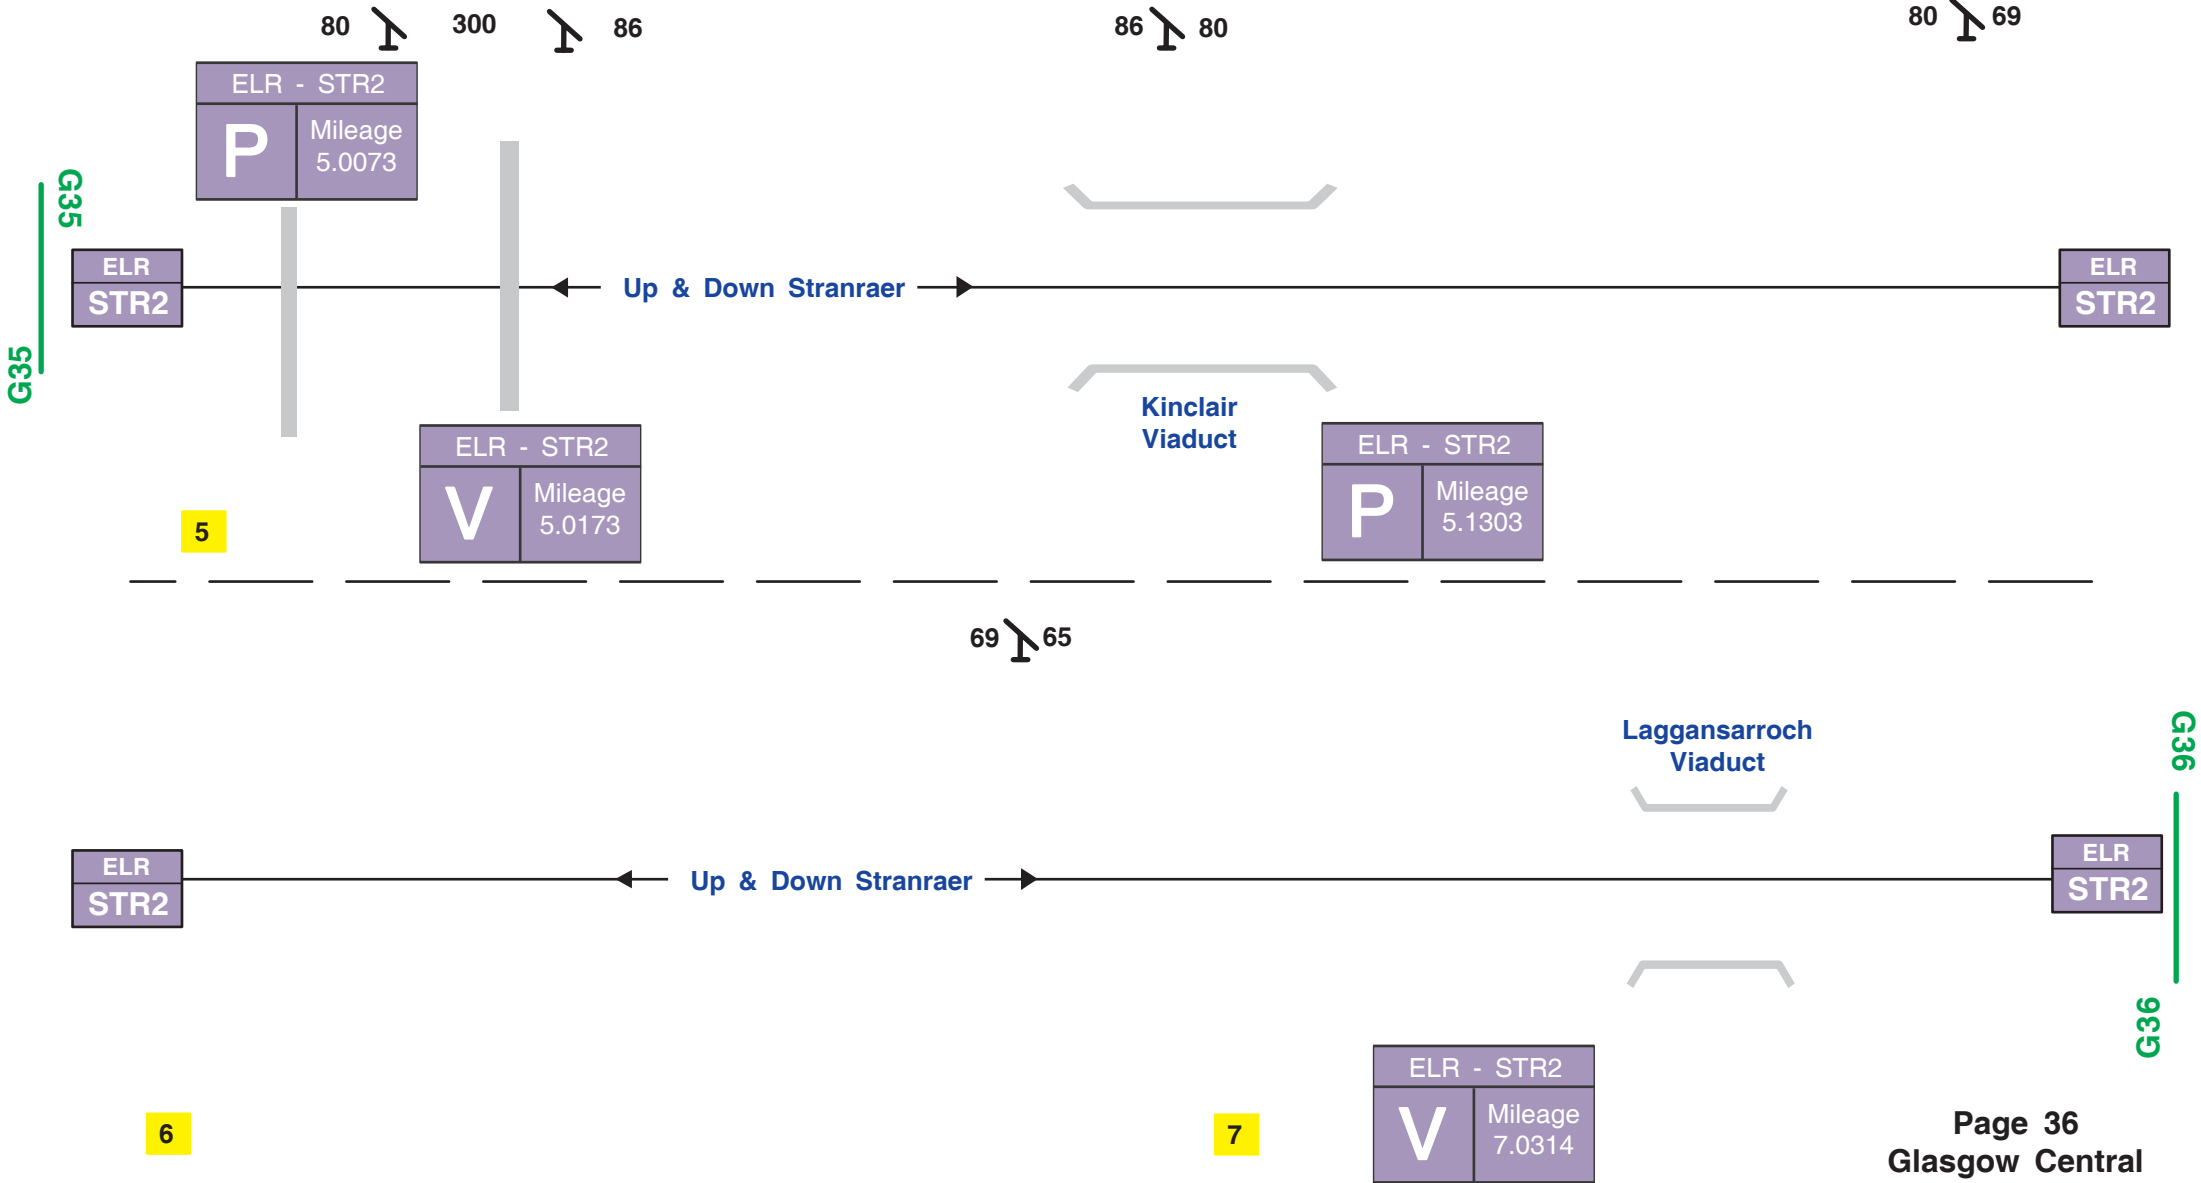 80 300 86
86 80
80 69
ELR - STR2
P
Mileage
5.0073
G35
G35
ELR
STR2
Up & Down Stranraer
ELR
STR2
Kinclair
Viaduct
ELR - STR2
V
Mileage
5.0173
ELR - STR2
P
Mileage
5.1303
5
69 65
Laggansarroch
Viaduct
G36
G36
ELR
STR2
Up & Down Stranraer
ELR
STR2
ELR - STR2
V
Mileage
7.0314
6
7
Page 36
Glasgow Central